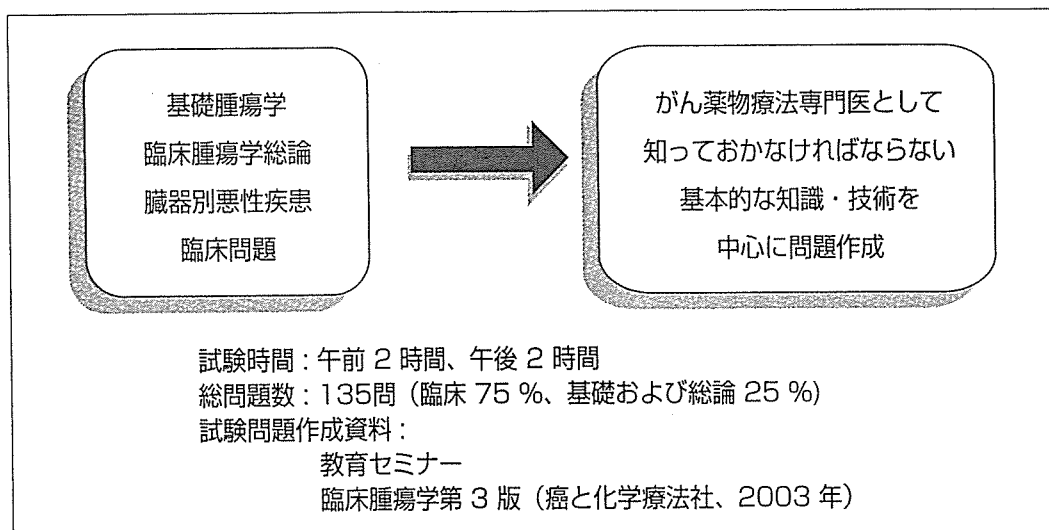 基礎腫瘍学
臨床腫瘍学総論
臓器別悪性疾患
臨床問題
がん薬物療法専門医として
知っておかなければならない
基本的な知識・技術を
中心に問題作成
試験時間：午前 2 時間、午後 2 時間
総問題数：135問（臨床 75 %、基礎および総論 25 %)
試験問題作成資料：
教育セミナー
臨床腫瘍学第 3 版（癌と化学療法社、2003 年）